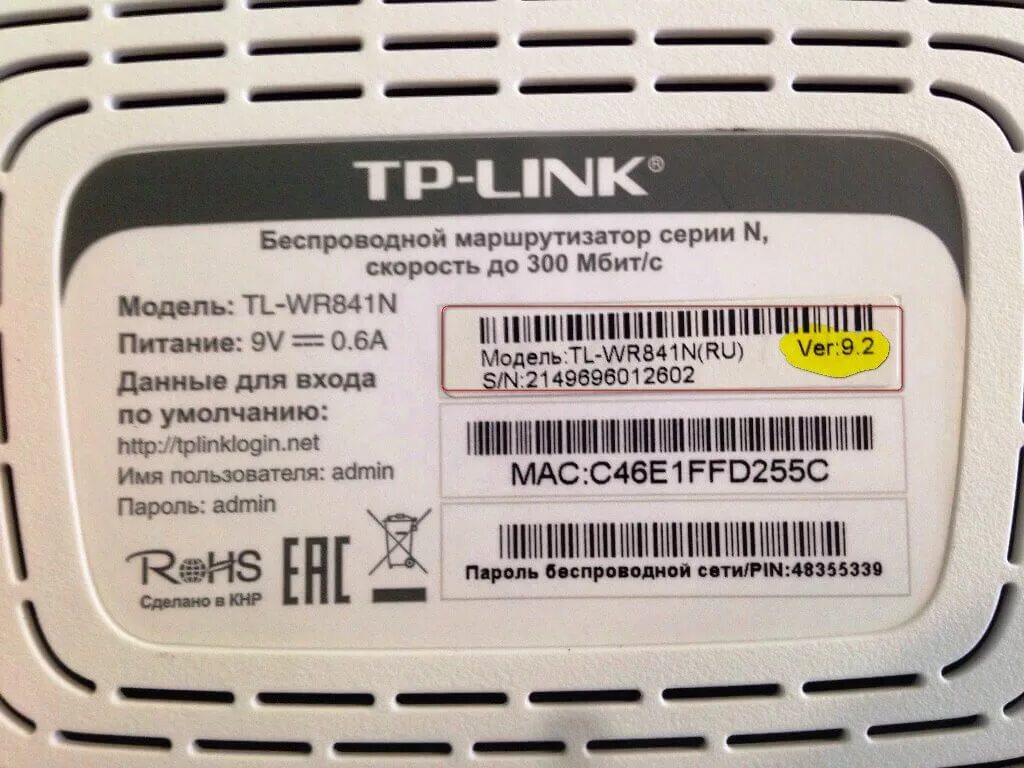 TP-LINK®
Беспроводной маршрутизатор серии N,
скорость до 300 Мбит/с
Модель: TL-WR841N
Питание: 9V 0.6A
Данные для входа
по умолчанию:
http://tplinklogin.net
Имя пользователя: admin
Пароль: admin
RoHS
Сделано в КНР
EAC
Модель:TL-WR841N(RU) Ver:9.2
S/N:2149696012602
MAC:C46E1FFD255C
Пароль беспроводной сети/PIN:48355339